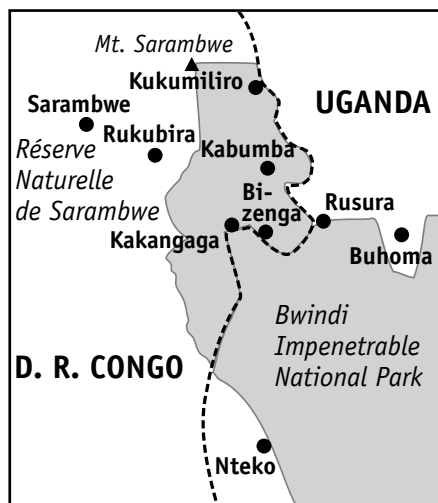 Mt. Sarambwe
Kukumiliro
UGANDA
Sarambwe
Rukubira
Réserve
Naturelle
de Sarambwe
Kabumba
Bi-
zenga
Rusura
Kakangaga
Buhoma
Bwindi
Impenetrable
National Park
D. R. CONGO
Nteko